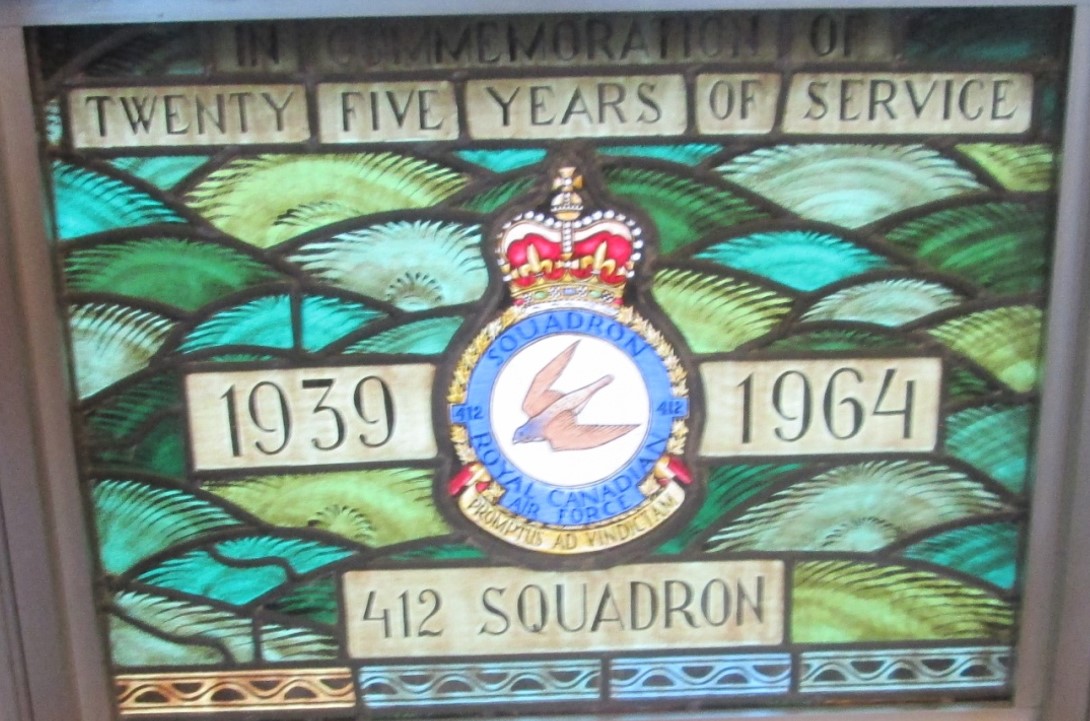 IN COMMEMORATION OF
TWENTY FIVE YEARS OF SERVICE
SQUADRON
412 412
ROYAL CANADIAN
AIR FORCE
PROMPTUS AD VINDICTAM
1939 1964
412 SQUADRON